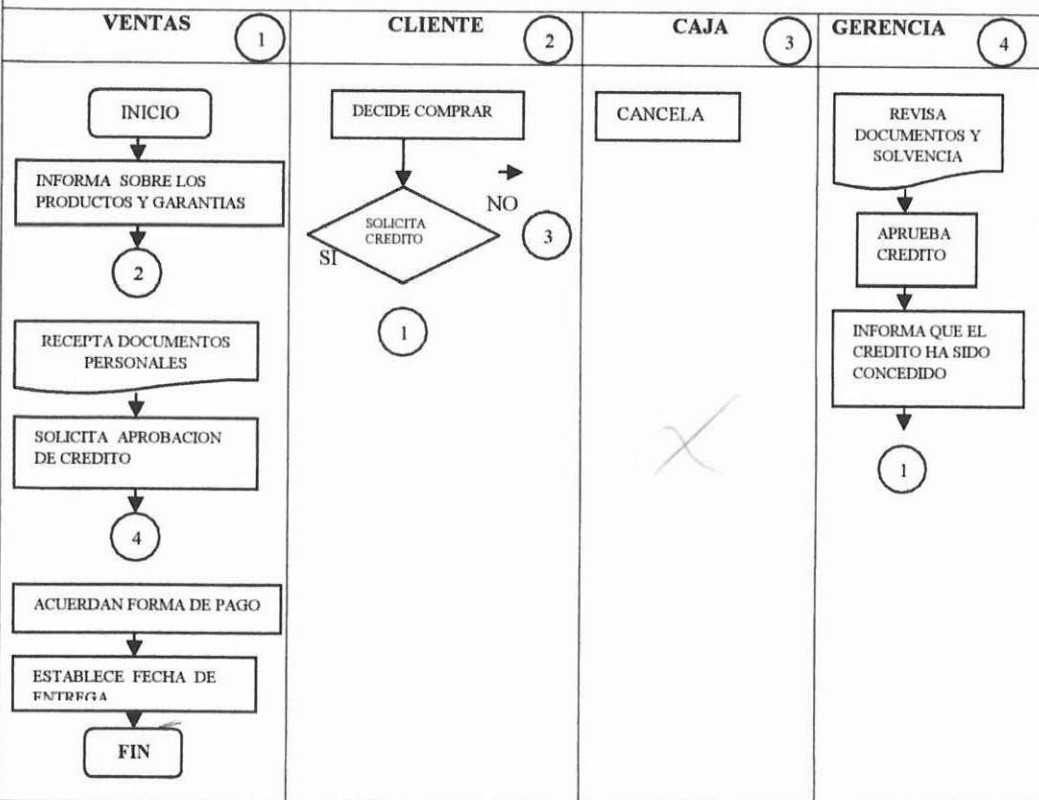 VENTAS
1
CLIENTE
2
CAJA
3
GERENCIA
4
INICIO
INFORMA SOBRE LOS
PRODUCTOS Y GARANTIAS
2
RECEPTA DOCUMENTOS
PERSONALES
SOLICITA APROBACION
DE CREDITO
4
ACUERDAN FORMA DE PAGO
ESTABLECE FECHA DE
ENTREGA
FIN
DECIDE COMPRAR
SOLICITA
CREDITO
NO
3
SI
1
CANCELA
REVISA
DOCUMENTOS Y
SOLVENCIA
APRUEBA
CREDITO
INFORMA QUE EL
CREDITO HA SIDO
CONCEDIDO
1